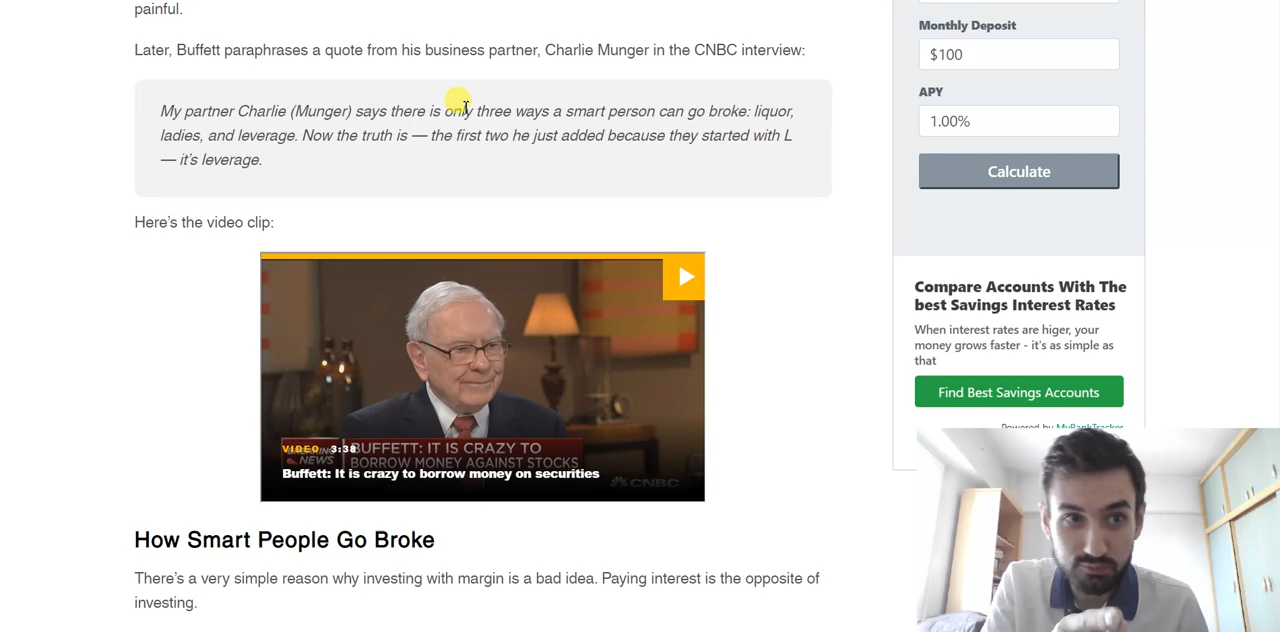 painful.
Later, Buffett paraphrases a quote from his business partner, Charlie Munger in the CNBC interview:
My partner Charlie (Munger) says there is only three ways a smart person can go broke: liquor,
ladies, and leverage. Now the truth is — the first two he just added because they started with L
— it’s leverage.
Here’s the video clip:
VIDEO 3:38
NEWS
BUFFETT: IT IS CRAZY TO
BORROW MONEY AGAINST STOCKS
Buffett: It is crazy to borrow money on securities
CNBC
How Smart People Go Broke
There’s a very simple reason why investing with margin is a bad idea. Paying interest is the opposite of
investing.
Monthly Deposit
$100
APY
1.00%
Calculate
Compare Accounts With The
best Savings Interest Rates
When interest rates are higer, your
money grows faster - it's as simple as
that
Find Best Savings Accounts
Powered by MyBankTracker